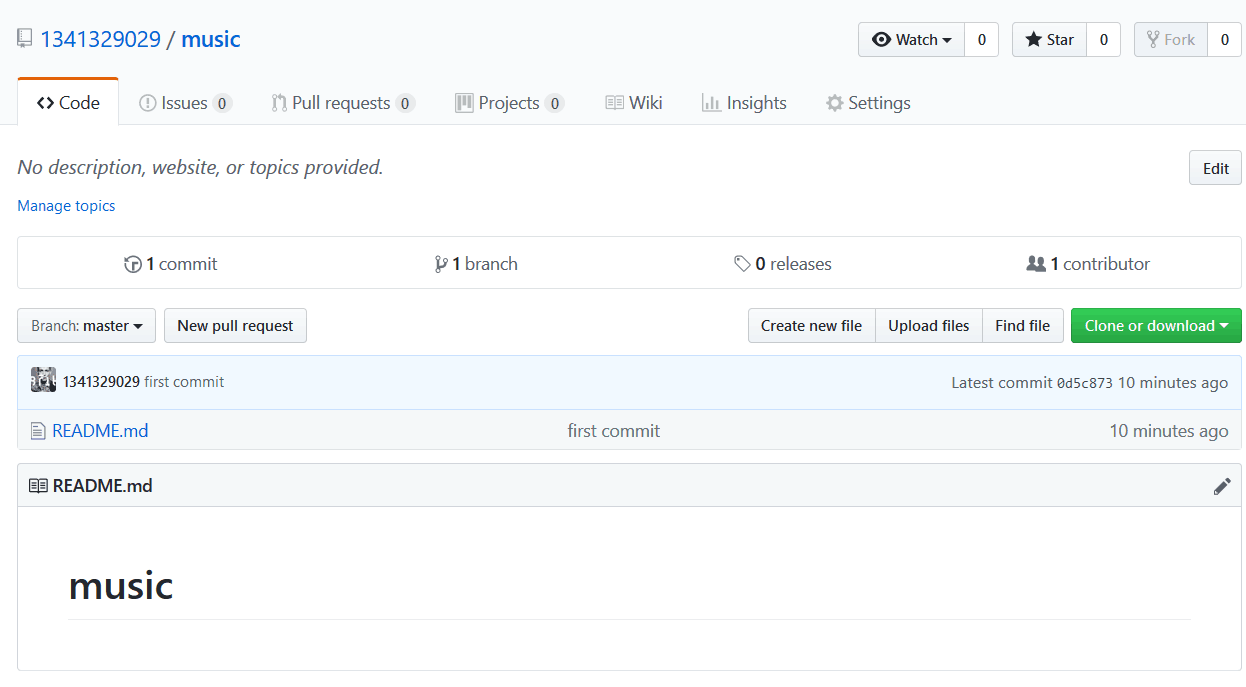 1341329029 / music Watch 0 Star 0 Fork 0
Code Issues 0 Pull requests 0 Projects 0 Wiki Insights Settings
No description, website, or topics provided. Edit
Manage topics
1 commit 1 branch 0 releases 1 contributor
Branch: master New pull request Create new file Upload files Find file Clone or download
1341329029 first commit Latest commit 0d5c873 10 minutes ago
README.md first commit 10 minutes ago
README.md
music